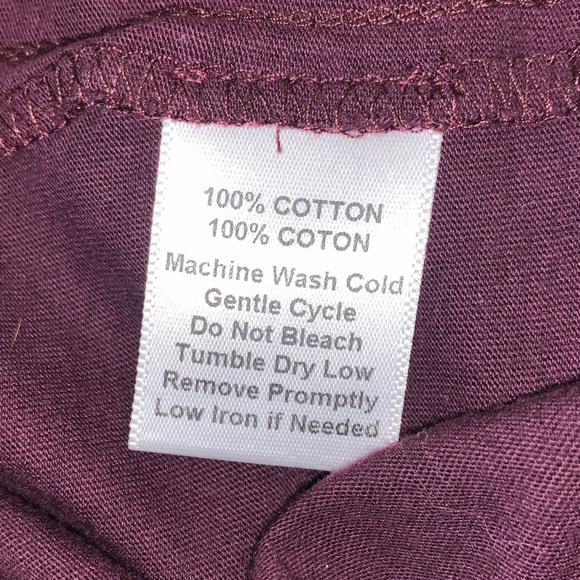 100% COTTON
100% COTON
Machine Wash Cold
Gentle Cycle
Do Not Bleach
Tumble Dry Low
Remove Promptly
Low Iron if Needed